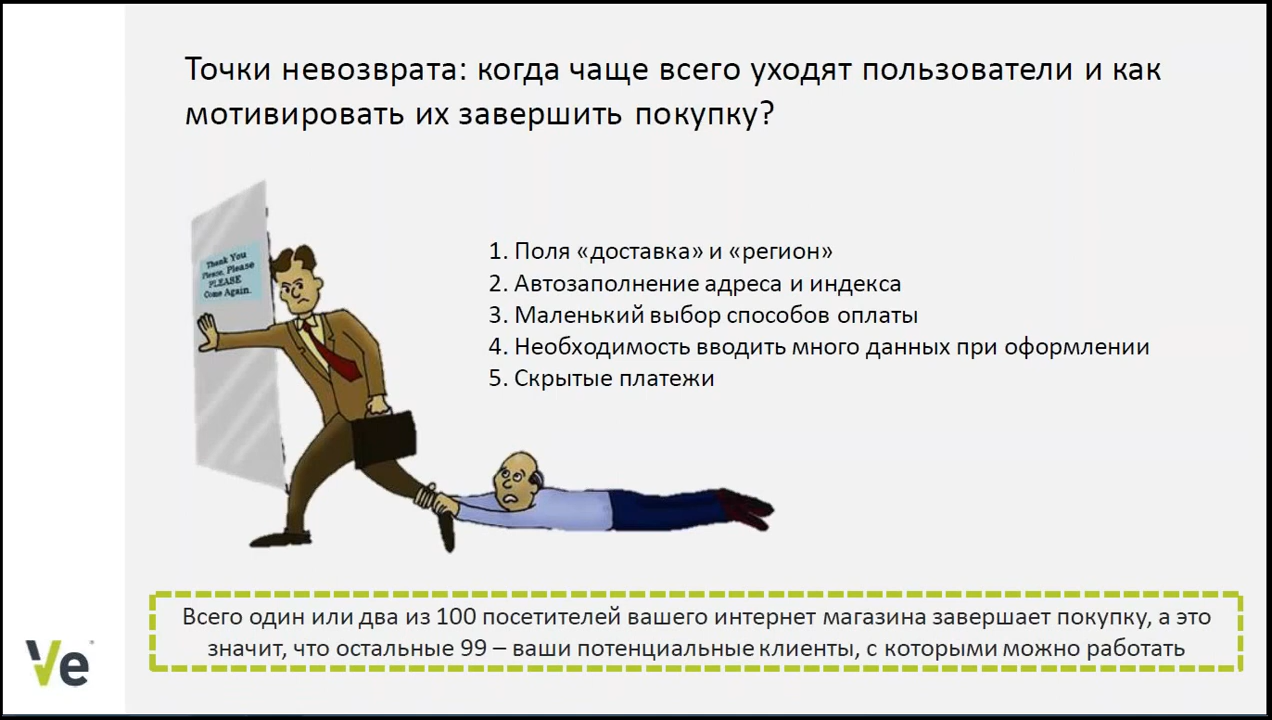 Точки невозврата: когда чаще всего уходят пользователи и как
мотивировать их завершить покупку?
Thank You
Please, Please
PLEASE
Come Again.
1. Поля «доставка» и «регион»
2. Автозаполнение адреса и индекса
3. Маленький выбор способов оплаты
4. Необходимость вводить много данных при оформлении
5. Скрытые платежи
Всего один или два из 100 посетителей вашего интернет магазина завершает покупку, а это
значит, что остальные 99 – ваши потенциальные клиенты, с которыми можно работать
Ve